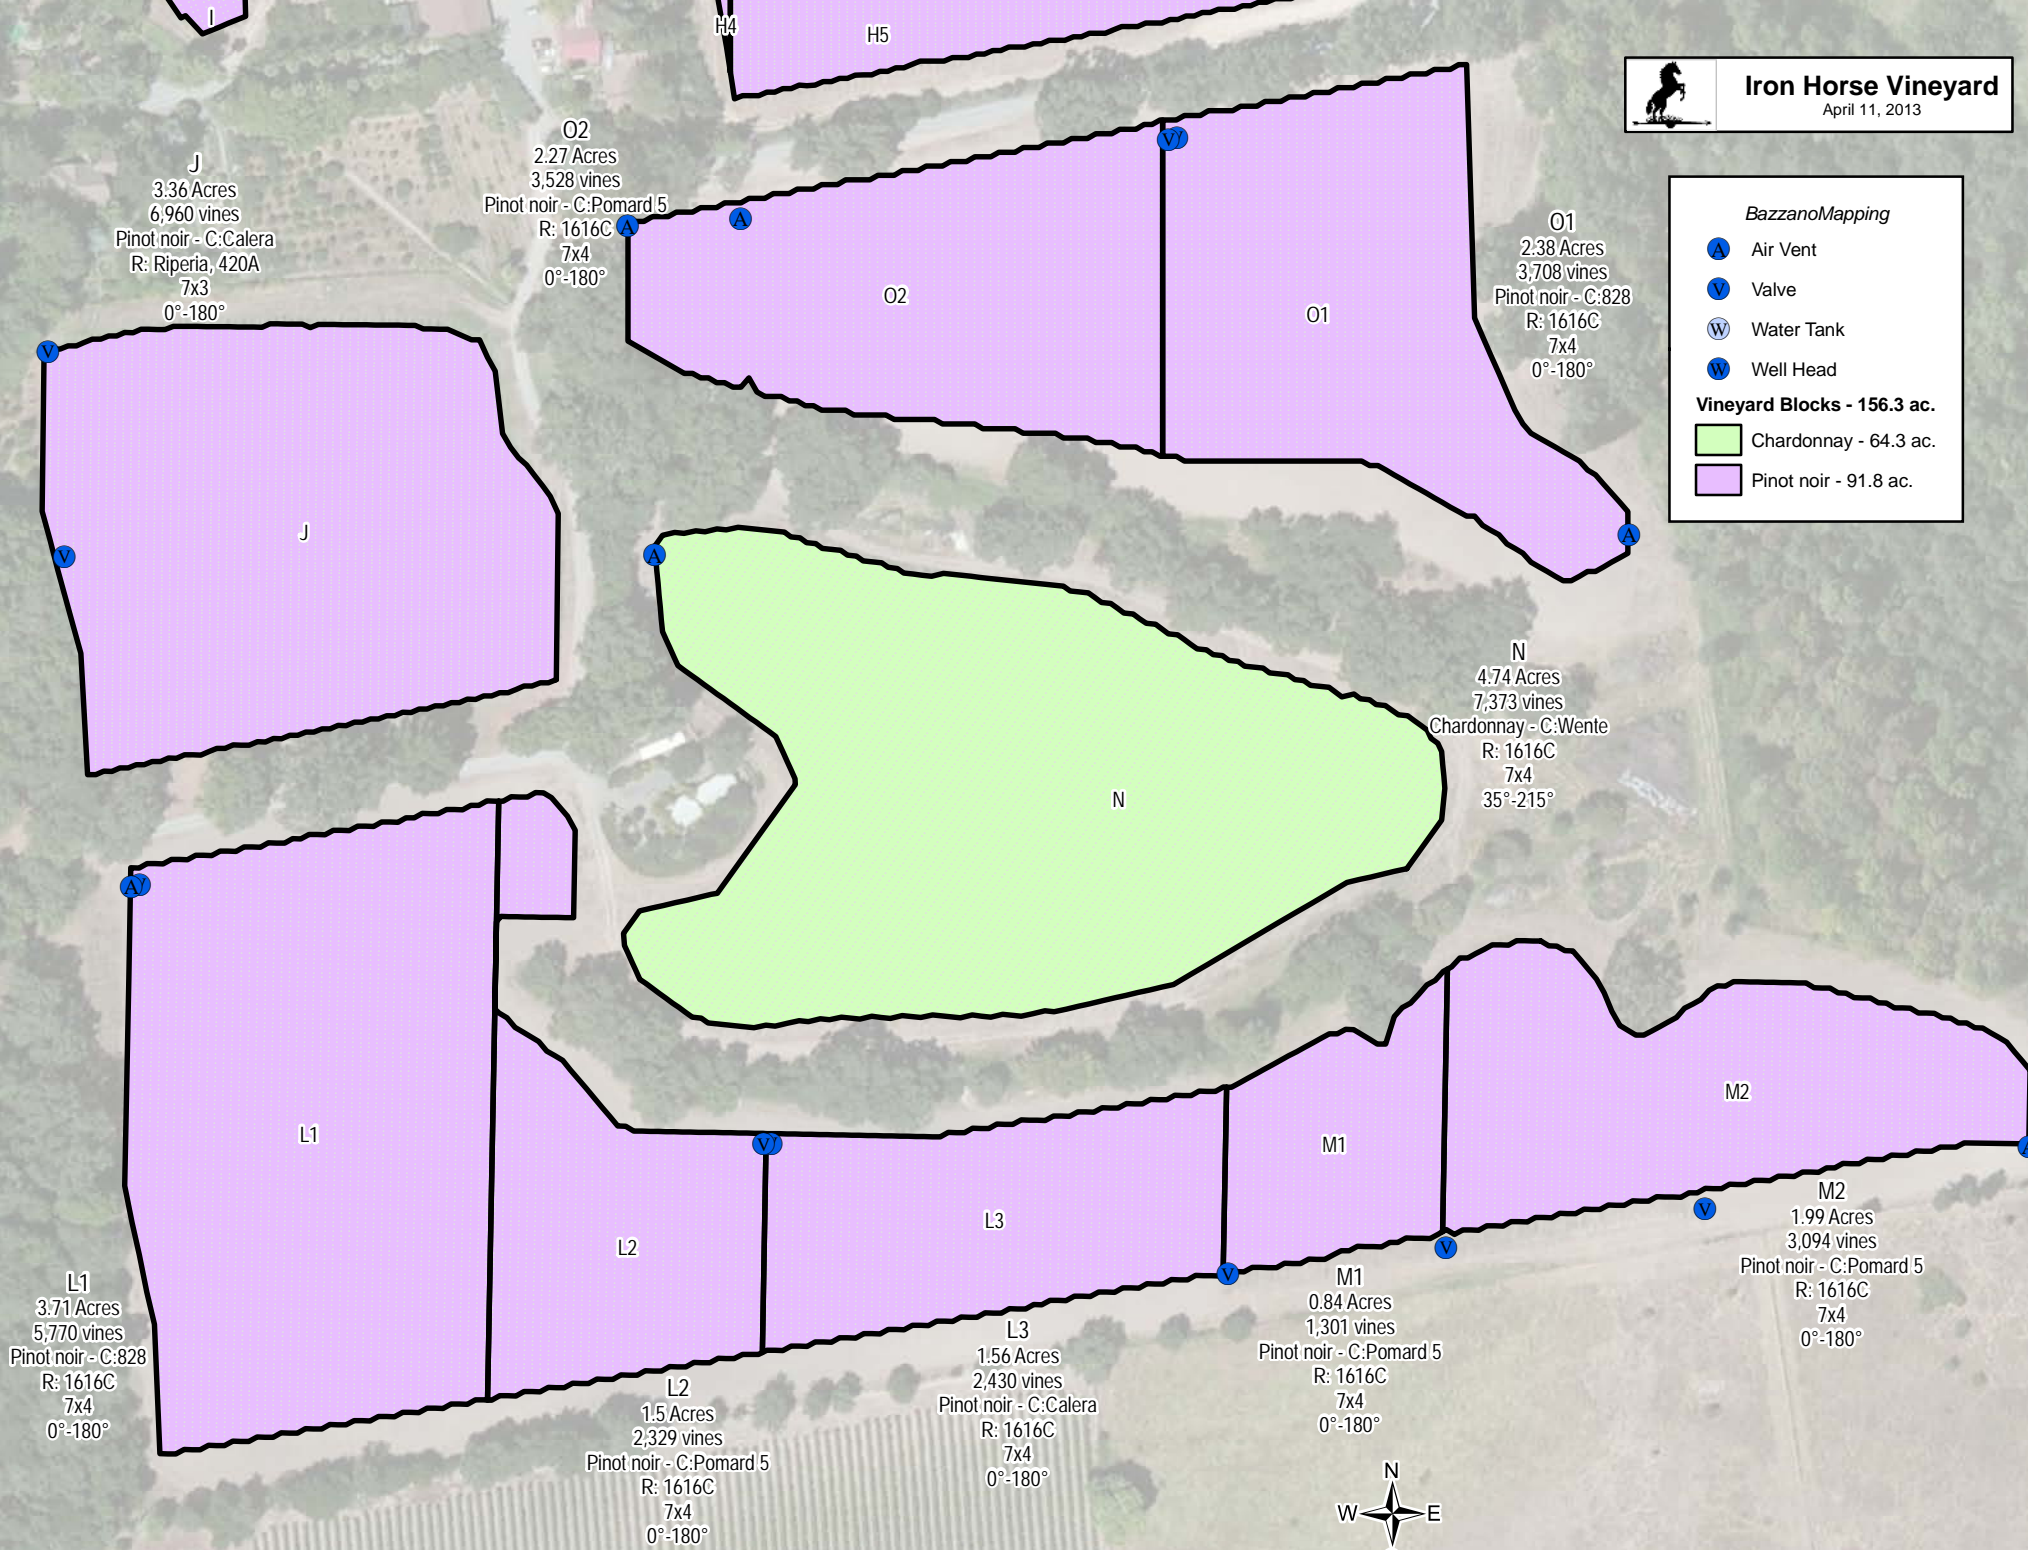 I
H4
H5
Iron Horse Vineyard
April 11, 2013
BazzanoMapping
A Air Vent
V Valve
W Water Tank
W Well Head
Vineyard Blocks - 156.3 ac.
Chardonnay - 64.3 ac.
Pinot noir - 91.8 ac.
J
3.36 Acres
6,960 vines
Pinot noir - C:Calera
R: Riperia, 420A
7x3
0°-180°
O2
2.27 Acres
3,528 vines
Pinot noir - C:Pomard 5
R: 1616C
7x4
0°-180°
A
A
V
O2
O1
O1
2.38 Acres
3,708 vines
Pinot noir - C:828
R: 1616C
7x4
0°-180°
V
V
J
A
A
N
N
4.74 Acres
7,373 vines
Chardonnay - C:Wente
R: 1616C
7x4
35°-215°
A
L1
L2
V
L3
M1
M2
A
V
V
V
L1
3.71 Acres
5,770 vines
Pinot noir - C:828
R: 1616C
7x4
0°-180°
L2
1.5 Acres
2,329 vines
Pinot noir - C:Pomard 5
R: 1616C
7x4
0°-180°
L3
1.56 Acres
2,430 vines
Pinot noir - C:Calera
R: 1616C
7x4
0°-180°
M1
0.84 Acres
1,301 vines
Pinot noir - C:Pomard 5
R: 1616C
7x4
0°-180°
M2
1.99 Acres
3,094 vines
Pinot noir - C:Pomard 5
R: 1616C
7x4
0°-180°
N
W E